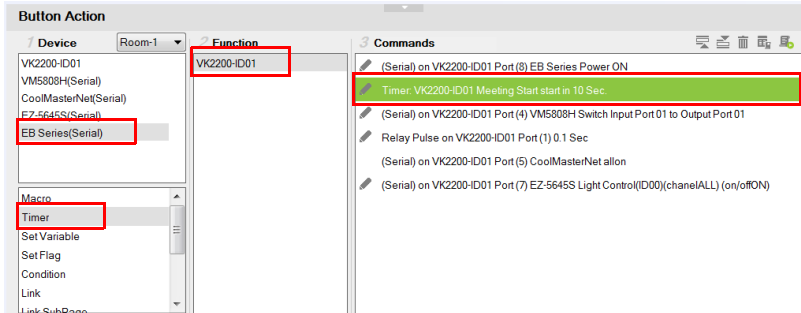 Button Action
1 Device
Room-1
VK2200-ID01
VM5808H(Serial)
CoolMasterNet(Serial)
EZ-5645S(Serial)
EB Series(Serial)
Macro
Timer
Set Variable
Set Flag
Condition
Link
Link SubPage
2 Function
VK2200-ID01
3 Commands
(Serial) on VK2200-ID01 Port (8) EB Series Power ON
Timer: VK2200-ID01 Meeting Start start in 10 Sec.
(Serial) on VK2200-ID01 Port (4) VM5808H Switch Input Port 01 to Output Port 01
Relay Pulse on VK2200-ID01 Port (1) 0.1 Sec
(Serial) on VK2200-ID01 Port (5) CoolMasterNet allon
(Serial) on VK2200-ID01 Port (7) EZ-5645S Light Control(ID00)(chanelALL) (on/offON)